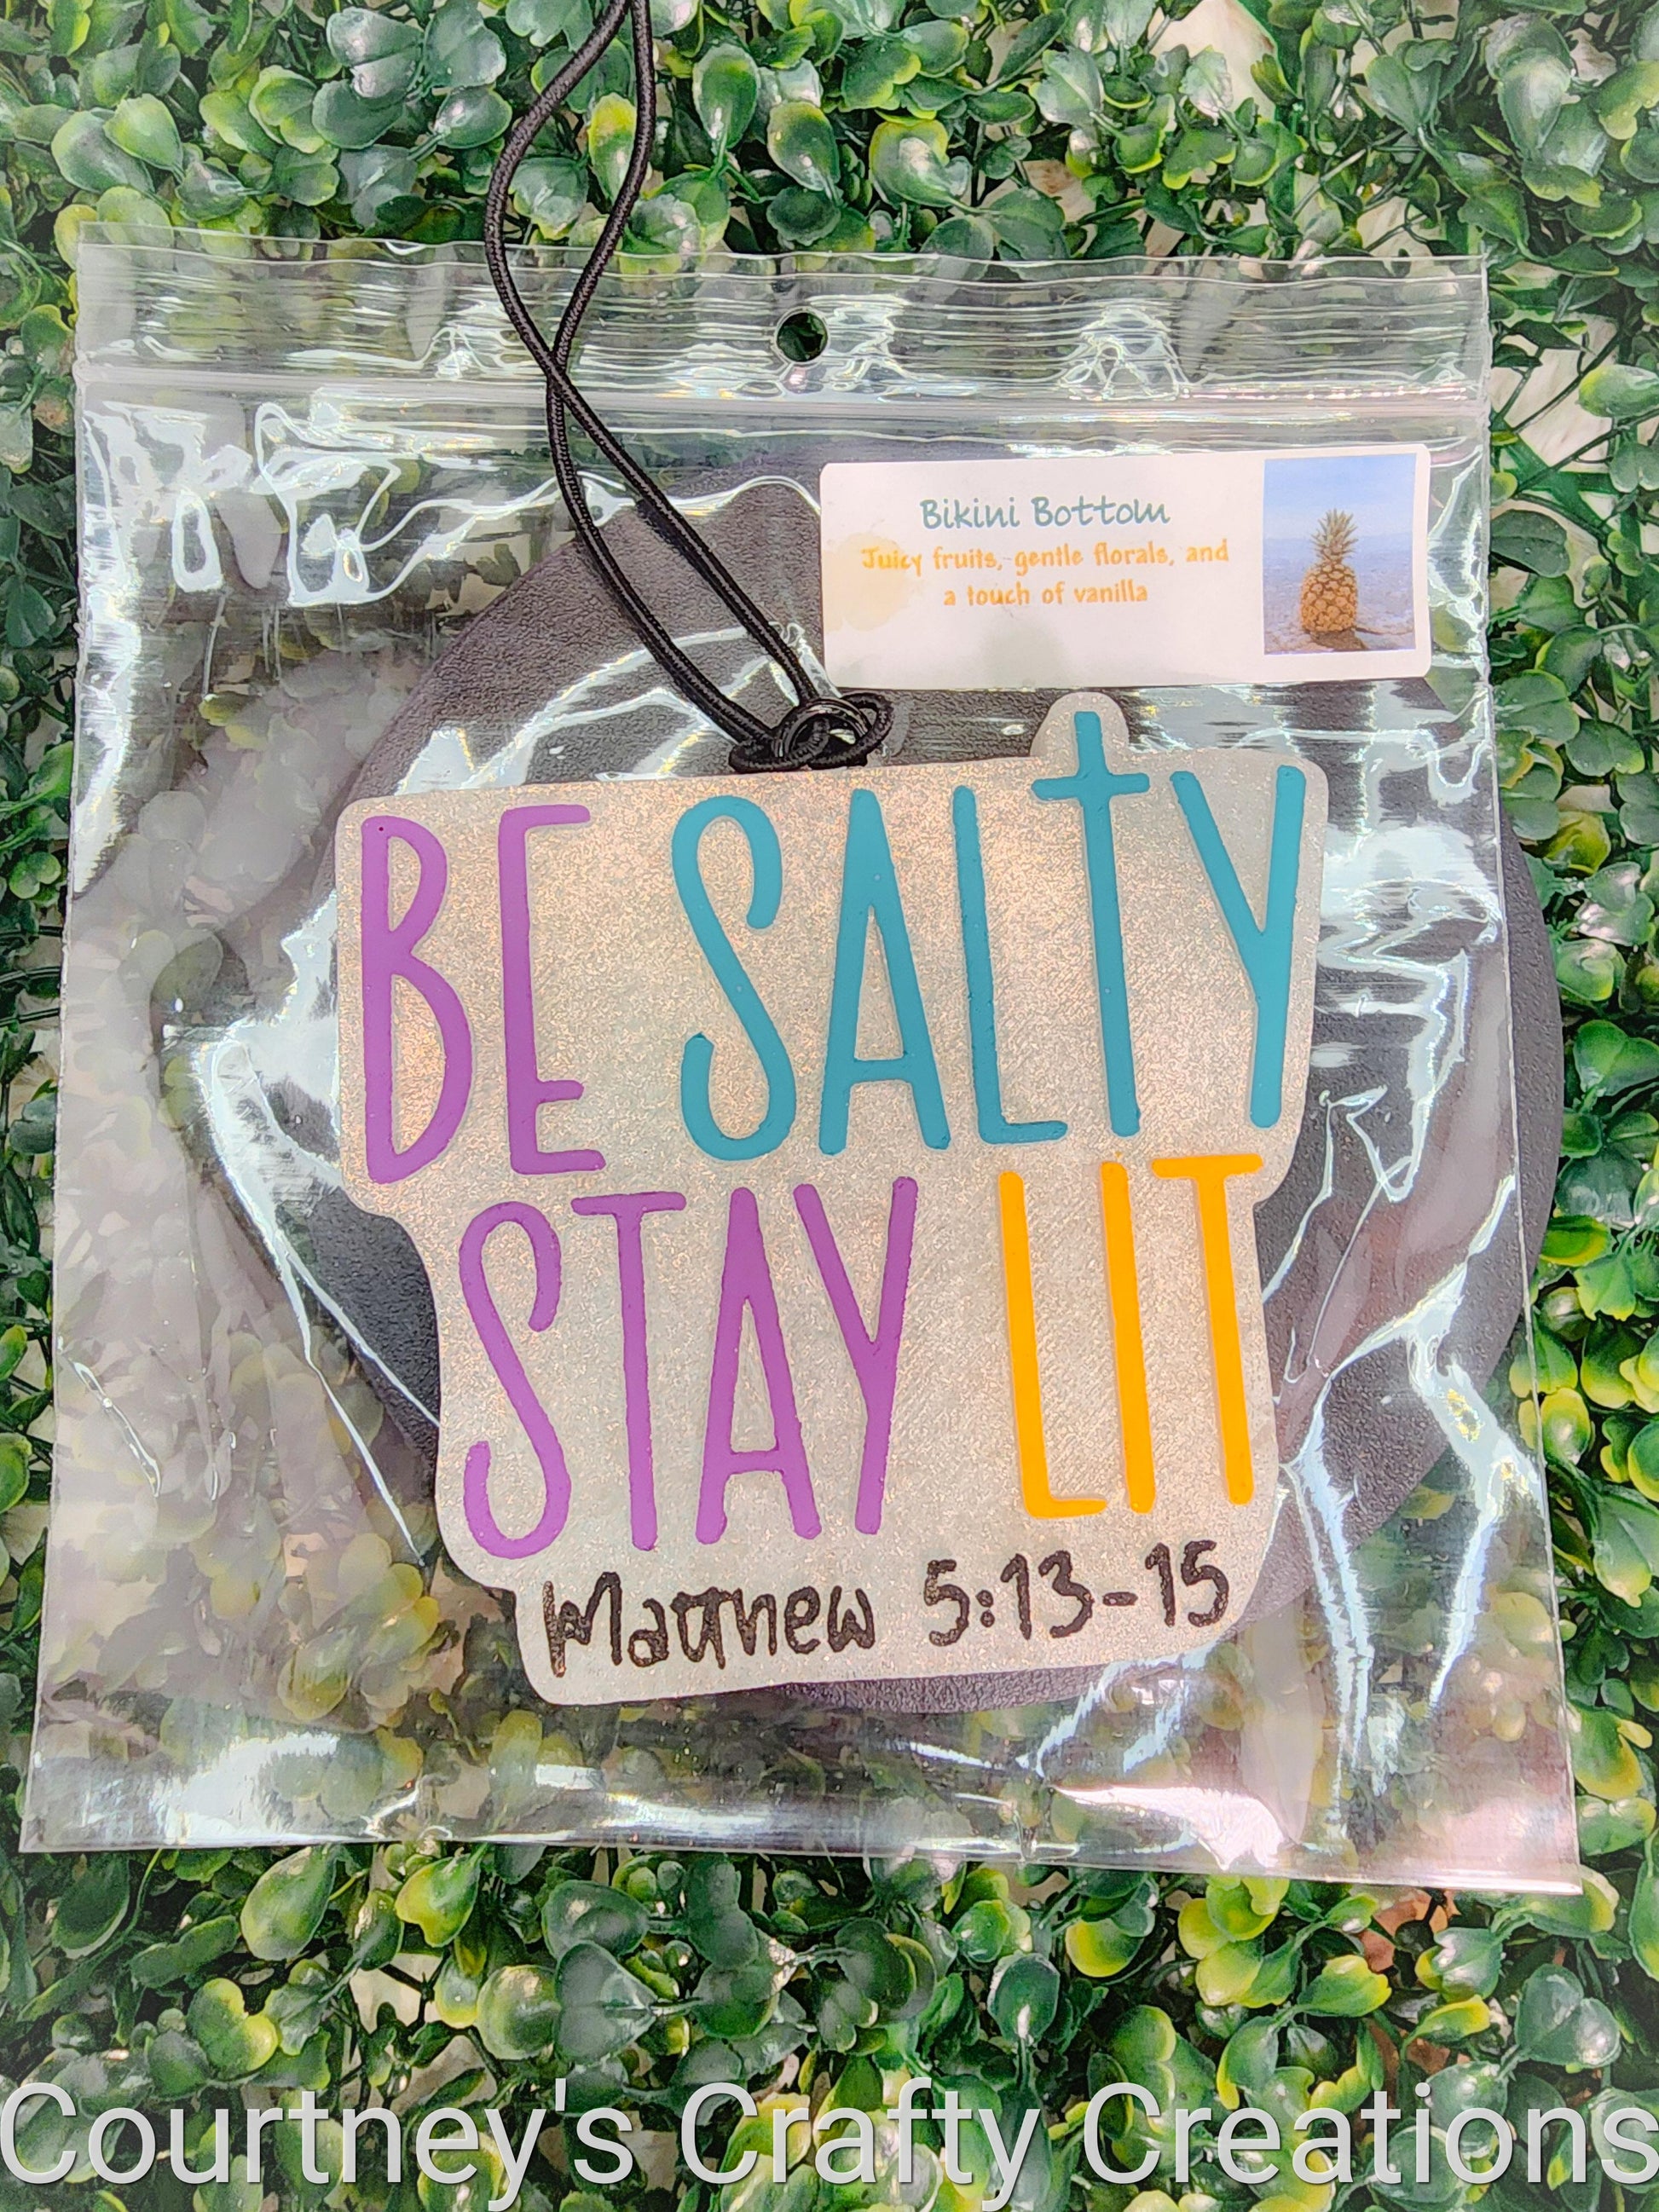 Bikini Bottom
Juicy fruits, gentle florals, and
a touch of vanilla
BE SALTY
STAY LIT
Matthew 5:13-15
Courtney's Crafty Creations